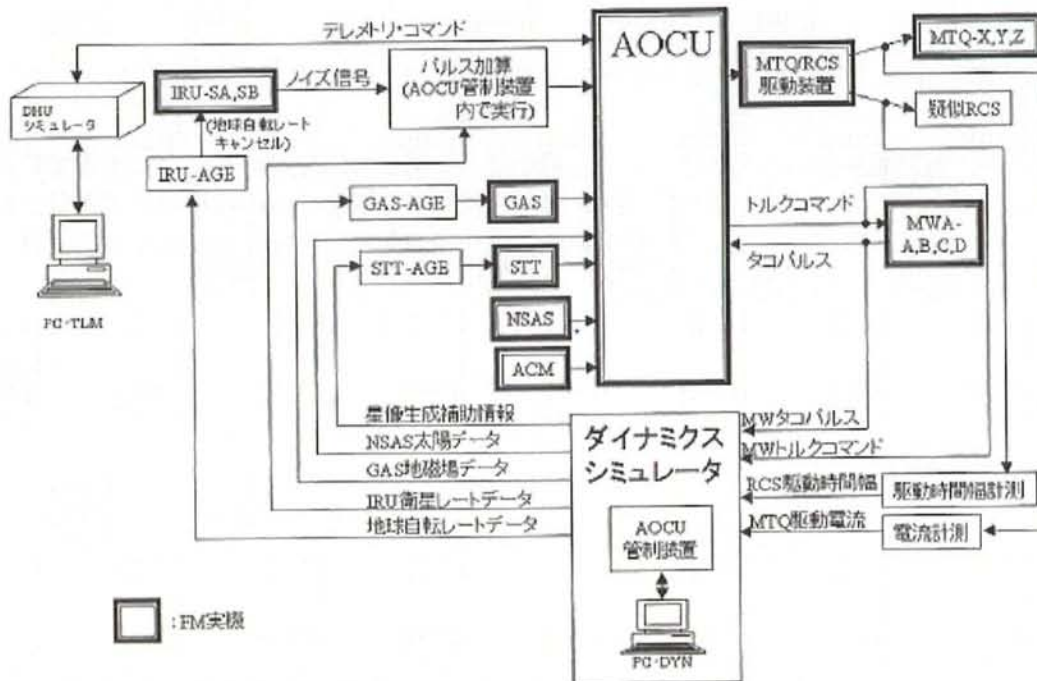 テレメトリ・コマンド
AOCU
MTQ/RCS
駆動装置
MTQ-X,Y,Z
疑似RCS
DHU
シミュレータ
IRU-SA,SB
ノイズ信号
パルス加算
(AOCU管制装置
内で実行)
(地球自転レート
キャンセル)
IRU-AGE
GAS-AGE
GAS
STT-AGE
STT
NSAS
ACM
トルクコマンド
タコパルス
MWA-
A,B,C,D
PC-TLM
星像生成補助情報
NSAS太陽データ
GAS地磁場データ
IRU衛星レートデータ
地球自転レートデータ
ダイナミクス
シミュレータ
AOCU
管制装置
PC-DYN
MWタコパルス
MWトルクコマンド
RCS駆動時間幅
MTQ駆動電流
駆動時間幅計測
電流計測
:FM実機